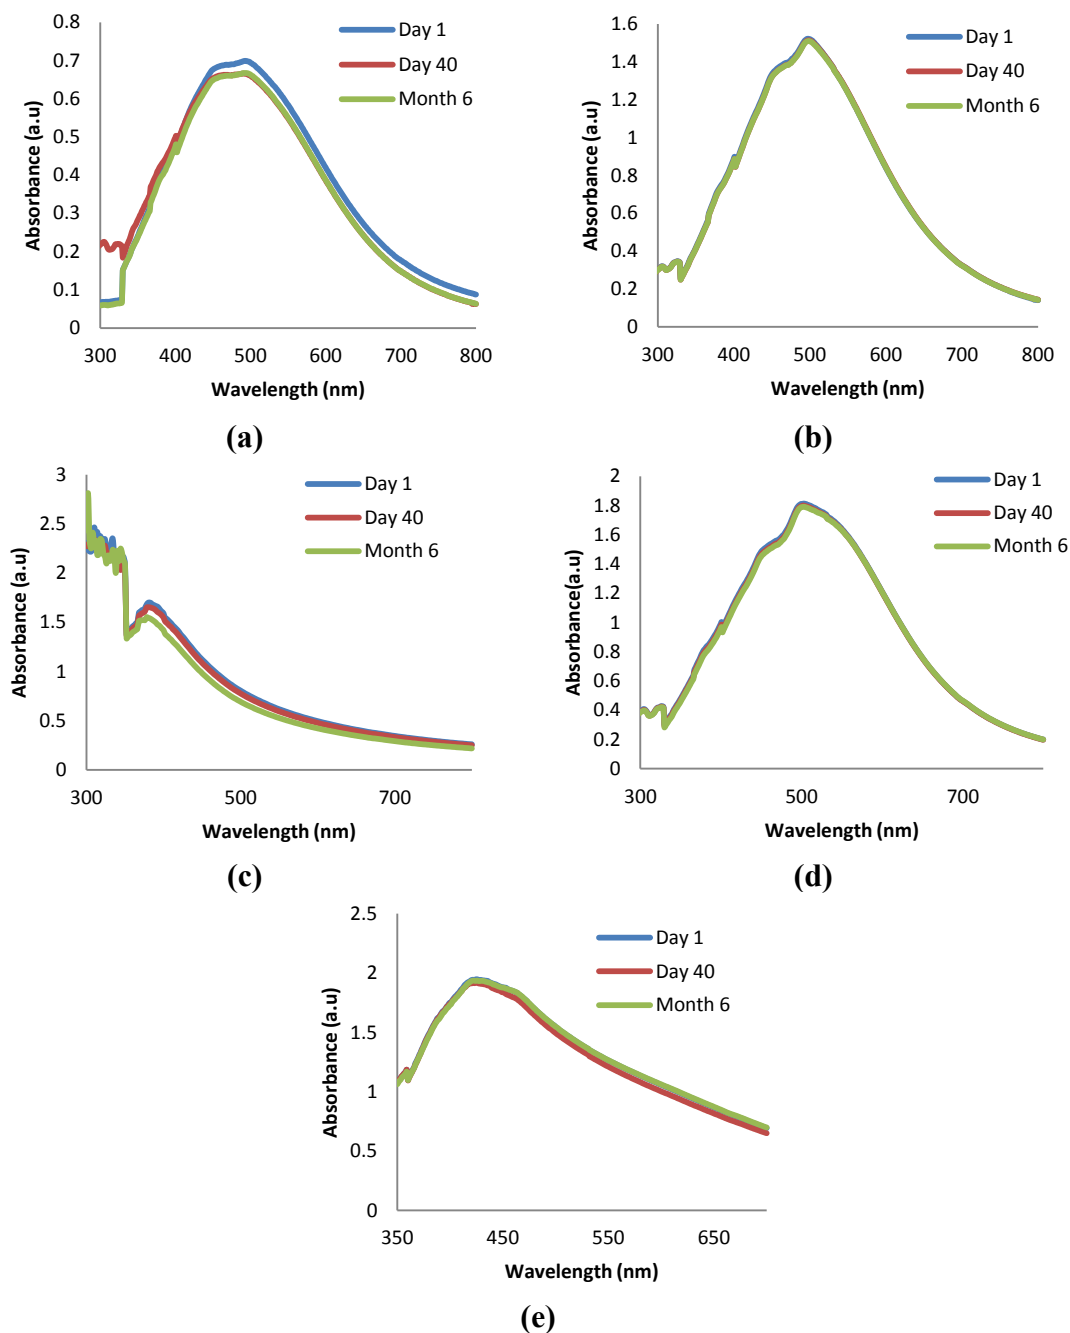 0.8
0.7
0.6
0.5
0.4
0.3
0.2
0.1
0
Absorbance (a.u)
Day 1
Day 40
Month 6
300 400 500 600 700 800
Wavelength (nm)
(a)
1.6
1.4
1.2
1
0.8
0.6
0.4
0.2
0
Absorbance (a.u)
Day 1
Day 40
Month 6
300 400 500 600 700 800
Wavelength (nm)
(b)
3
2.5
2
1.5
1
0.5
0
Absorbance (a.u)
Day 1
Day 40
Month 6
300 500 700
Wavelength (nm)
(c)
2
1.8
1.6
1.4
1.2
1
0.8
0.6
0.4
0.2
0
Absorbance(a.u)
Day 1
Day 40
Month 6
300 500 700
Wavelength (nm)
(d)
2.5
2
1.5
1
0.5
0
Absorbance (a.u)
Day 1
Day 40
Month 6
350 450 550 650
Wavelength (nm)
(e)